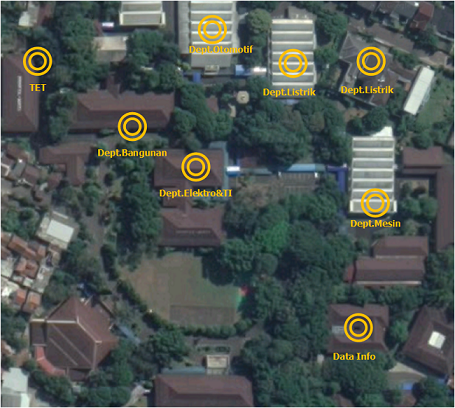 Dept.Otomotif
TET
Dept.Listrik
Dept.Listrik
Dept.Bangunan
Dept.Elektro&TI
Dept.Mesin
Data Info